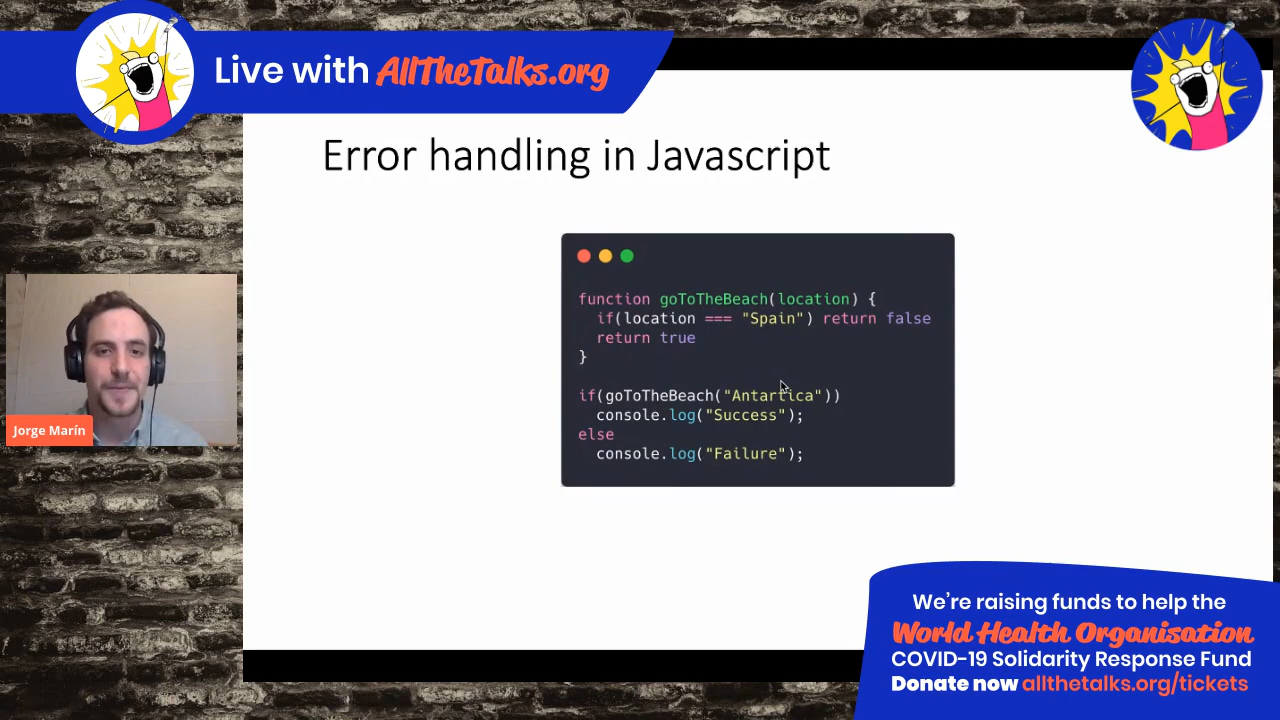 Live with AllTheTalks.org
Error handling in Javascript
function goToTheBeach(location) {
if(location === "Spain") return false
return true
}
if(goToTheBeach("Antartica"))
console.log("Success");
else
console.log("Failure");
Jorge Marín
We're raising funds to help the
World Health Organisation
COVID-19 Solidarity Response Fund
Donate now allthetalks.org/tickets